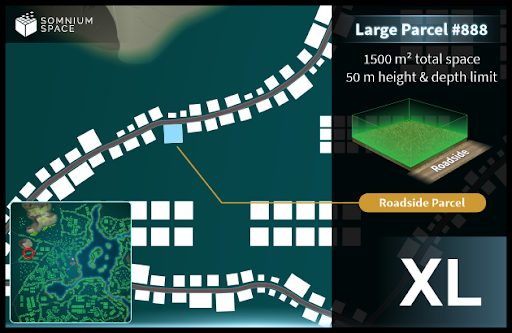 SOMNIUM
SPACE
Large Parcel #888
1500 m² total space
50 m height & depth limit
Roadside
Roadside Parcel
XL